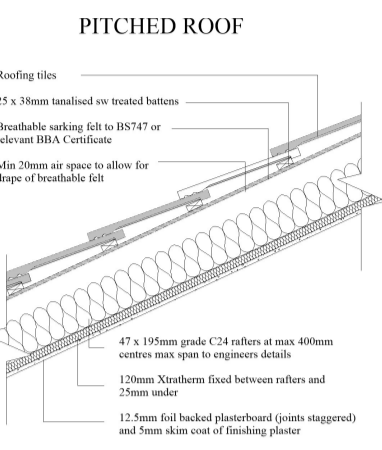 PITCHED ROOF
Roofing tiles
25 x 38mm tanalised sw treated battens
Breathable sarking felt to BS747 or
relevant BBA Certificate
Min 20mm air space to allow for
drape of breathable felt
47 x 195mm grade C24 rafters at max 400mm
centres max span to engineers details
120mm Xtratherm fixed between rafters and
25mm under
12.5mm foil backed plasterboard (joints staggered)
and 5mm skim coat of finishing plaster